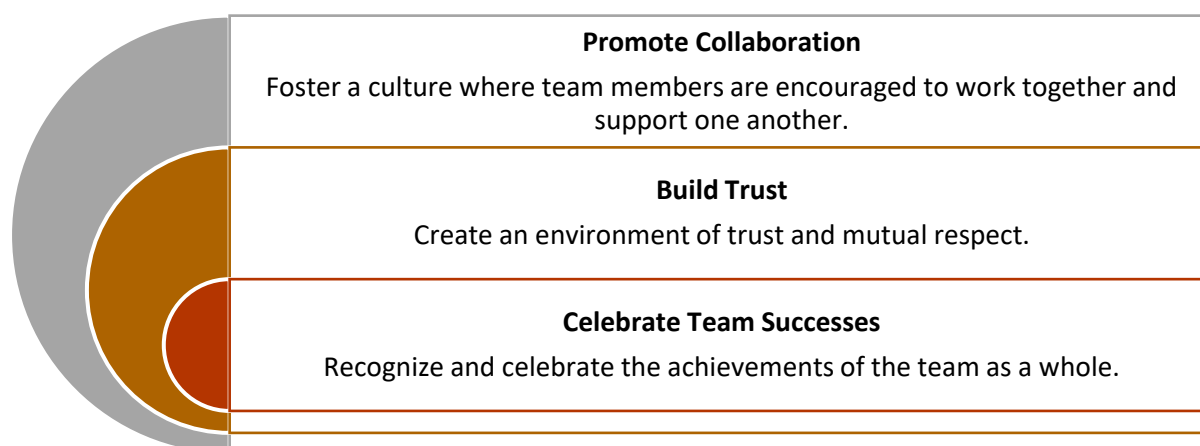 Promote Collaboration
Foster a culture where team members are encouraged to work together and
support one another.
Build Trust
Create an environment of trust and mutual respect.
Celebrate Team Successes
Recognize and celebrate the achievements of the team as a whole.